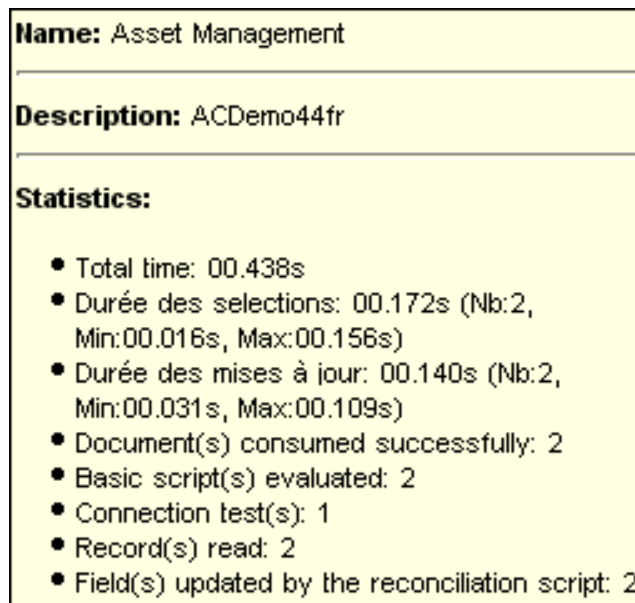 Name: Asset Management
Description: ACDemo44fr
Statistics:
• Total time: 00.438s
• Durée des selections: 00.172s (Nb:2,
Min:00.016s, Max:00.156s)
• Durée des mises à jour: 00.140s (Nb:2,
Min:00.031s, Max:00.109s)
• Document(s) consumed successfully: 2
• Basic script(s) evaluated: 2
• Connection test(s): 1
• Record(s) read: 2
• Field(s) updated by the reconciliation script: 2